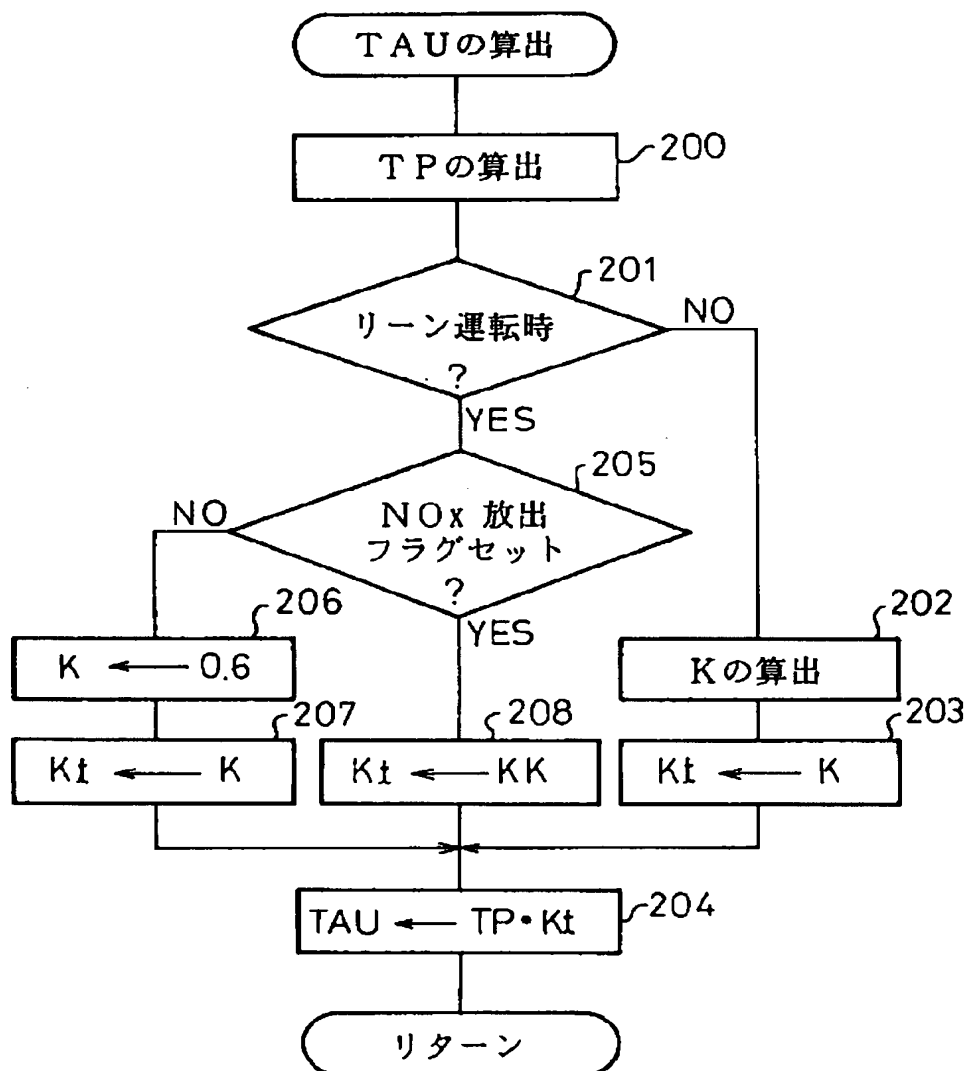 TAUの算出
TPの算出
200
201
リーン運転時
?
NO
YES
205
NO
NOx 放出
フラグセット
?
YES
206
K ← 0.6
202
Kの算出
207
Kt ← K
208
Kt ← KK
203
Kt ← K
TAU ← TP・Kt
204
リターン